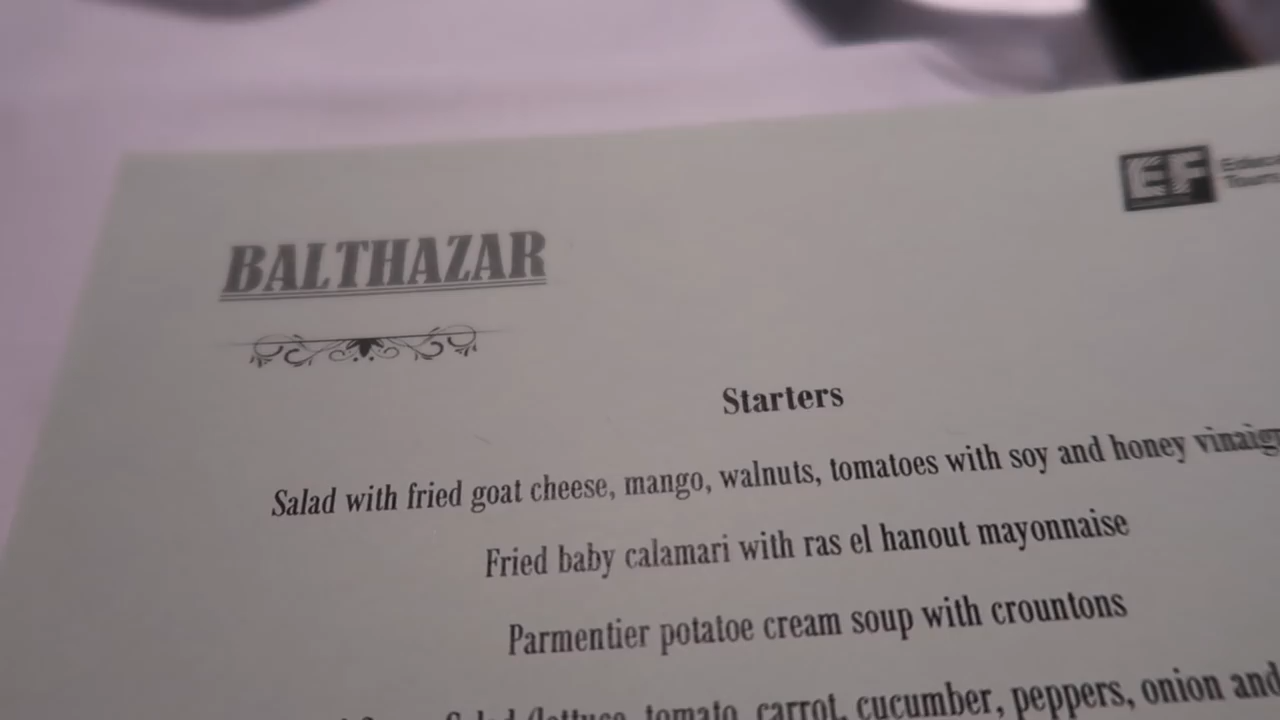 EF
BALTHAZAR
Starters
Salad with fried goat cheese, mango, walnuts, tomatoes with soy and honey
Fried baby calamari with ras el hanout mayonnaise
Parmentier potatoe cream soup with crountons
tomato, carrot, cucumber, peppers, onion and